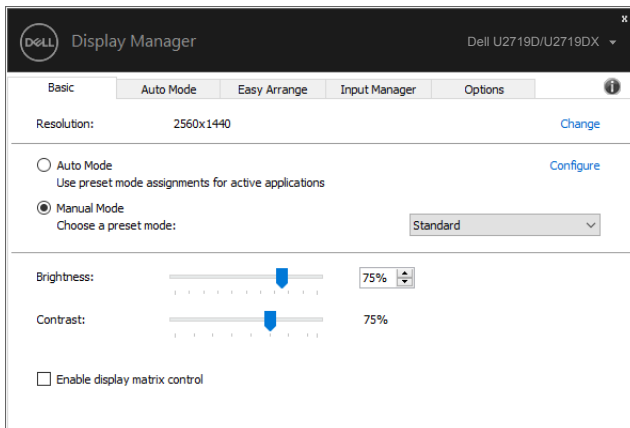 x
DELL Display Manager Dell U2719D/U2719DX
Basic Auto Mode Easy Arrange Input Manager Options
Resolution: 2560x1440 Change
Auto Mode Configure
Use preset mode assignments for active applications
Manual Mode
Choose a preset mode: Standard
Brightness: 75%
Contrast: 75%
Enable display matrix control